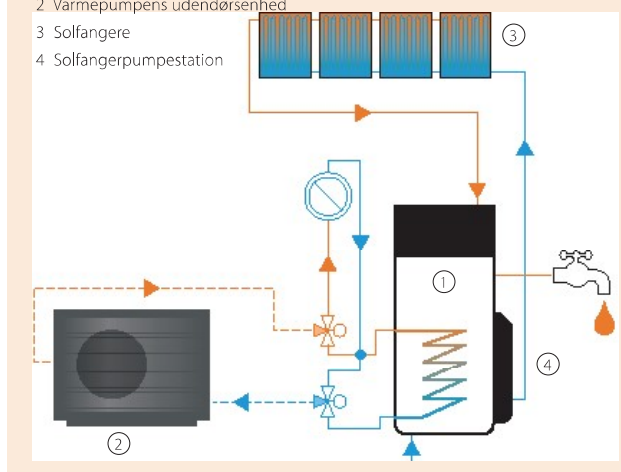 2 Varmepumpens udendørsenhed
3 Solfangere
4 Solfangerpumpestation
3
1
4
2